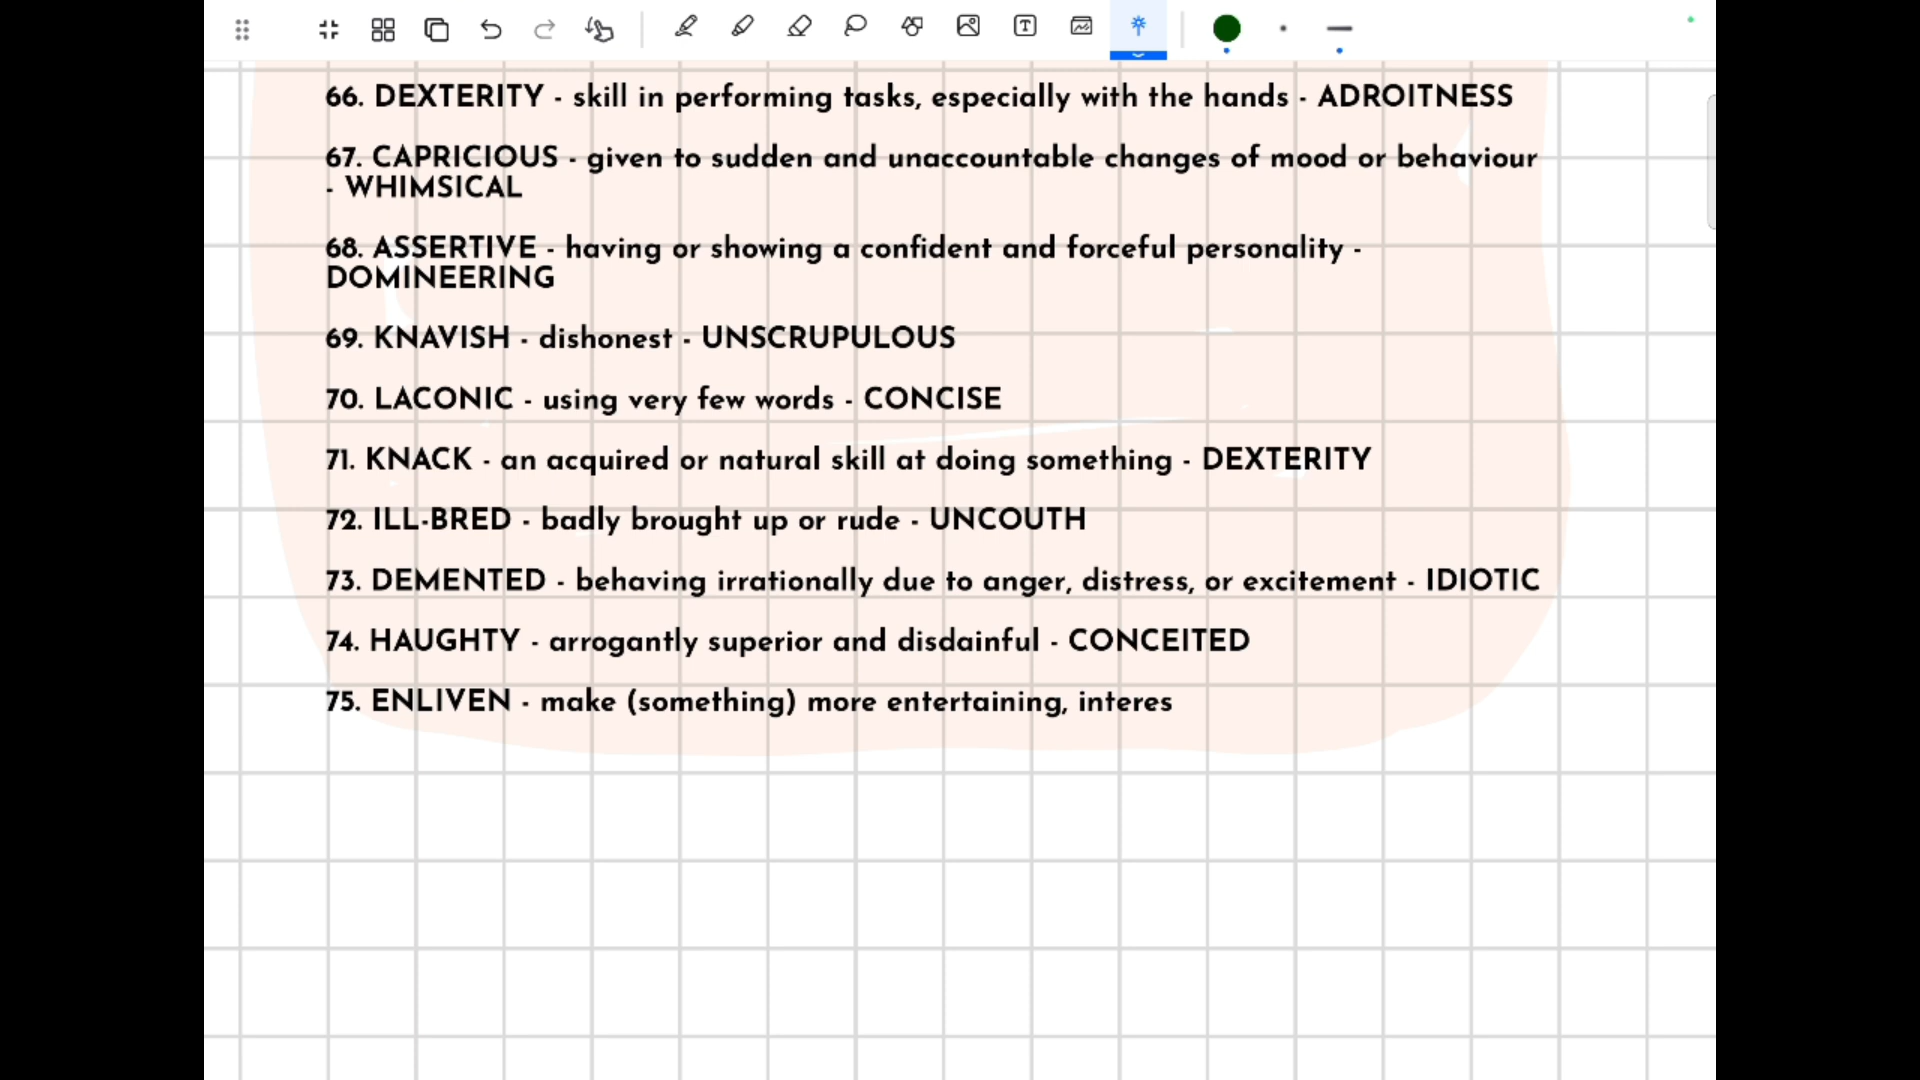 66. DEXTERITY - skill in performing tasks, especially with the hands - ADROITNESS
67. CAPRICIOUS - given to sudden and unaccountable changes of mood or behaviour
- WHIMSICAL
68. ASSERTIVE - having or showing a confident and forceful personality -
DOMINEERING
69. KNAVISH - dishonest - UNSCRUPULOUS
70. LACONIC - using very few words - CONCISE
71. KNACK - an acquired or natural skill at doing something - DEXTERITY
72. ILL-BRED - badly brought up or rude - UNCOUTH
73. DEMENTED - behaving irrationally due to anger, distress, or excitement - IDIOTIC
74. HAUGHTY - arrogantly superior and disdainful - CONCEITED
75. ENLIVEN - make (something) more entertaining, interes